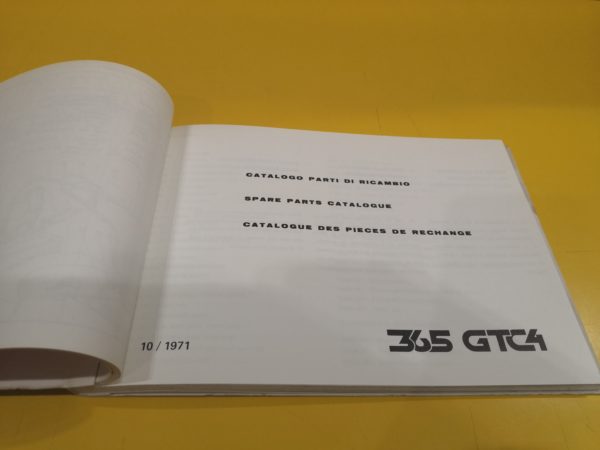 CATALOGO PARTI DI RICAMBIO
SPARE PARTS CATALOGUE
CATALOGUE DES PIECES DE RECHANGE
10 / 1971
365 GTC4